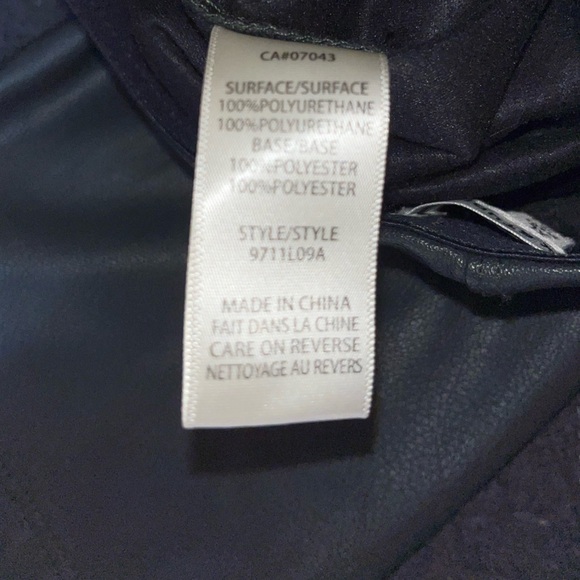 CA#07043
SURFACE/SURFACE
100%POLYURETHANE
100%POLYURETHANE
BASE/BASE
100%POLYESTER
100%POLYESTER
STYLE/STYLE
9711L09A
MADE IN CHINA
FAIT DANS LA CHINE
CARE ON REVERSE
NETTOYAGE AU REVERS